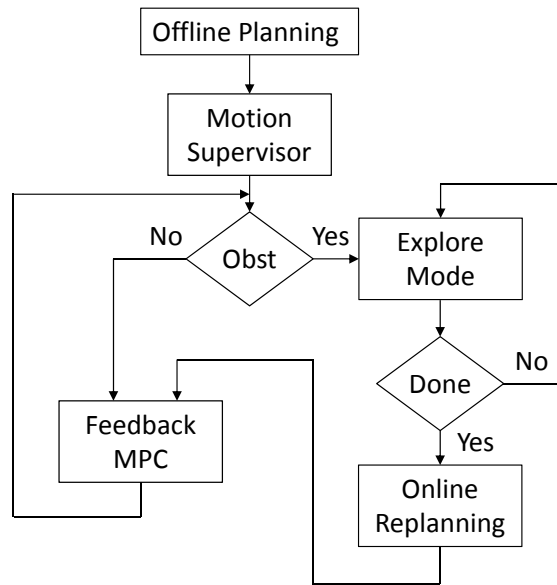 Offline Planning
Motion
Supervisor
No
Yes
Obst
Explore
Mode
Done
No
Yes
Feedback
MPC
Online
Replanning